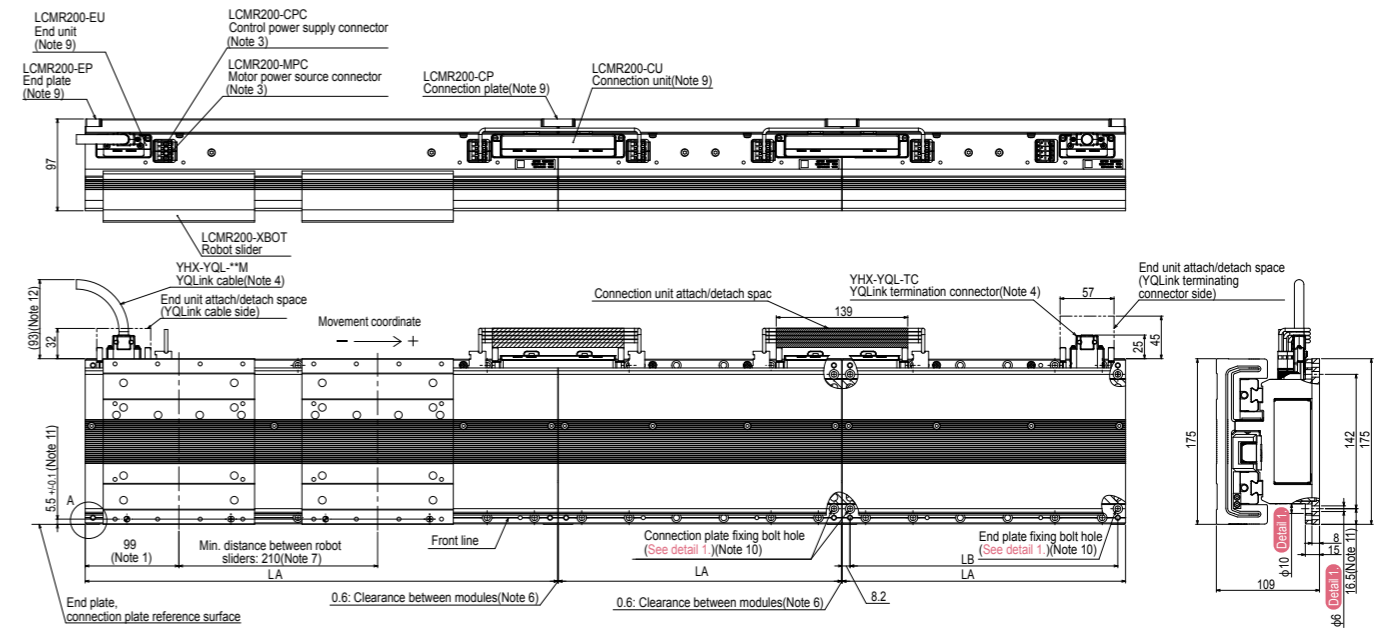 LCMR200-EU
End unit
(Note 9)
LCMR200-CPC
Control power supply connector
(Note 3)
LCMR200-EP
End plate
(Note 9)
LCMR200-MPC
Motor power source connector
(Note 3)
LCMR200-CP
Connection plate(Note 9)
LCMR200-CU
Connection unit(Note 9)
97
LCMR200-XBOT
Robot slider
YHX-YQL-**M
YQLink cable(Note 4)
End unit attach/detach space
(YQLink cable side)
(93)(Note 12)
32
Movement coordinate
− +
Connection unit attach/detach spac
139
YHX-YQL-TC
YQLink termination connector(Note 4)
57
End unit attach/detach space
(YQLink terminating
connector side)
25
45
5.5 +/-0.1 (Note 11)
A
99
(Note 1)
Min. distance between robot
sliders: 210(Note 7)
Front line
Connection plate fixing bolt hole
(See detail 1.)(Note 10)
End plate fixing bolt hole
(See detail 1.)(Note 10)
LB
LA
LA
LA
0.6: Clearance between modules(Note 6)
0.6: Clearance between modules(Note 6)
8.2
End plate,
connection plate reference surface
175
142
175
8
15
16.5(Note 11)
109
φ10 Detail 1.
φ6 Detail 1.